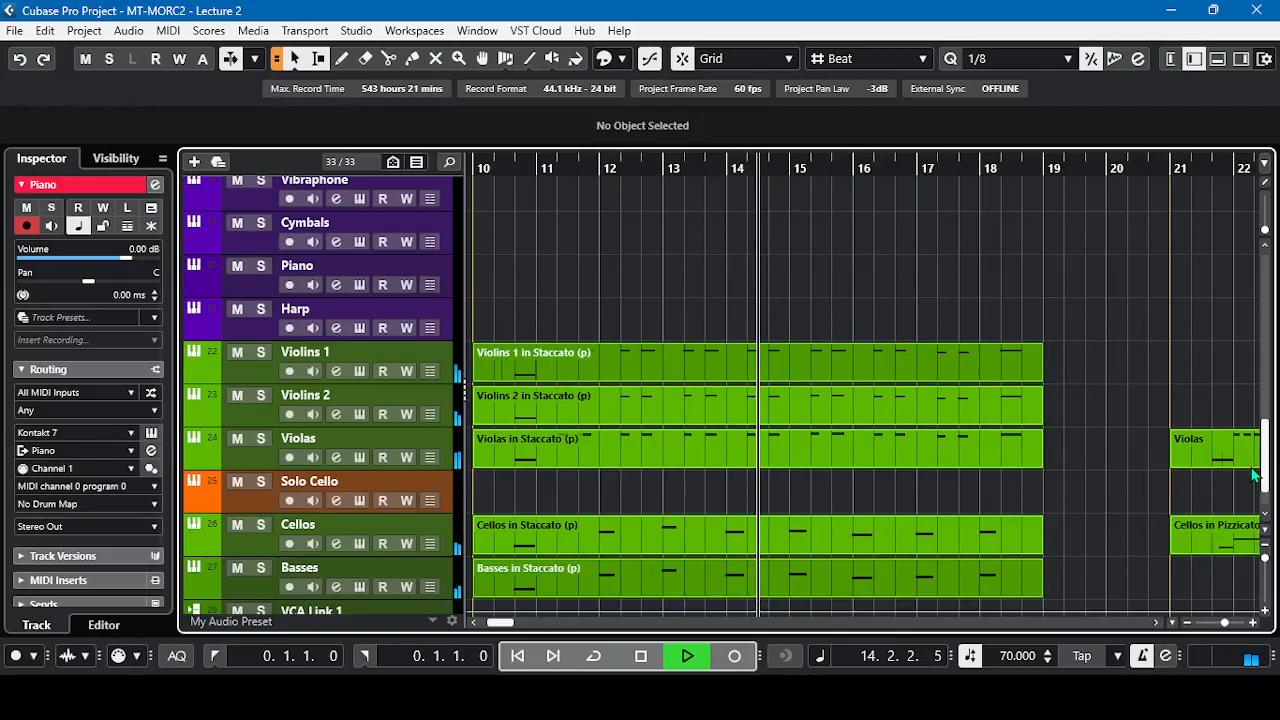 Cubase Pro Project - MT-MORC2 - Lecture 2
File Edit Project Audio MIDI Scores Media Transport Studio Workspaces Window VST Cloud Hub Help
M S L R W A Grid Beat Q 1/8
Max. Record Time 543 hours 21 mins Record Format 44.1 kHz - 24 bit Project Frame Rate 60 fps Project Pan Law -3dB External Sync OFFLINE
No Object Selected
Inspector Visibility 33 / 33 10 11 12 13 14 15 16 17 18 19 20 21 22
Piano
M S R W L
Volume 0.00 dB
Pan C
0.00 ms
Track Presets...
Insert Recording...
Routing
All MIDI Inputs
Any
Kontakt 7
Piano
Channel 1
MIDI channel 0 program 0
No Drum Map
Stereo Out
Track Versions
MIDI Inserts
Sends
Track Editor
M S Vibraphone
R W
M S Cymbals
R W
M S Piano
R W
M S Harp
R W
22 M S Violins 1 Violins 1 in Staccato (p)
R W
23 M S Violins 2 Violins 2 in Staccato (p)
R W
24 M S Violas Violas in Staccato (p) Violas
R W
25 M S Solo Cello
R W
26 M S Cellos Cellos in Staccato (p) Cellos in Pizzicato
R W
27 M S Basses Basses in Staccato (p)
R W
28 M S VCA Link 1
My Audio Preset
AQ 0. 1. 1. 0 0. 1. 1. 0 14. 2. 2. 5 70.000 Tap